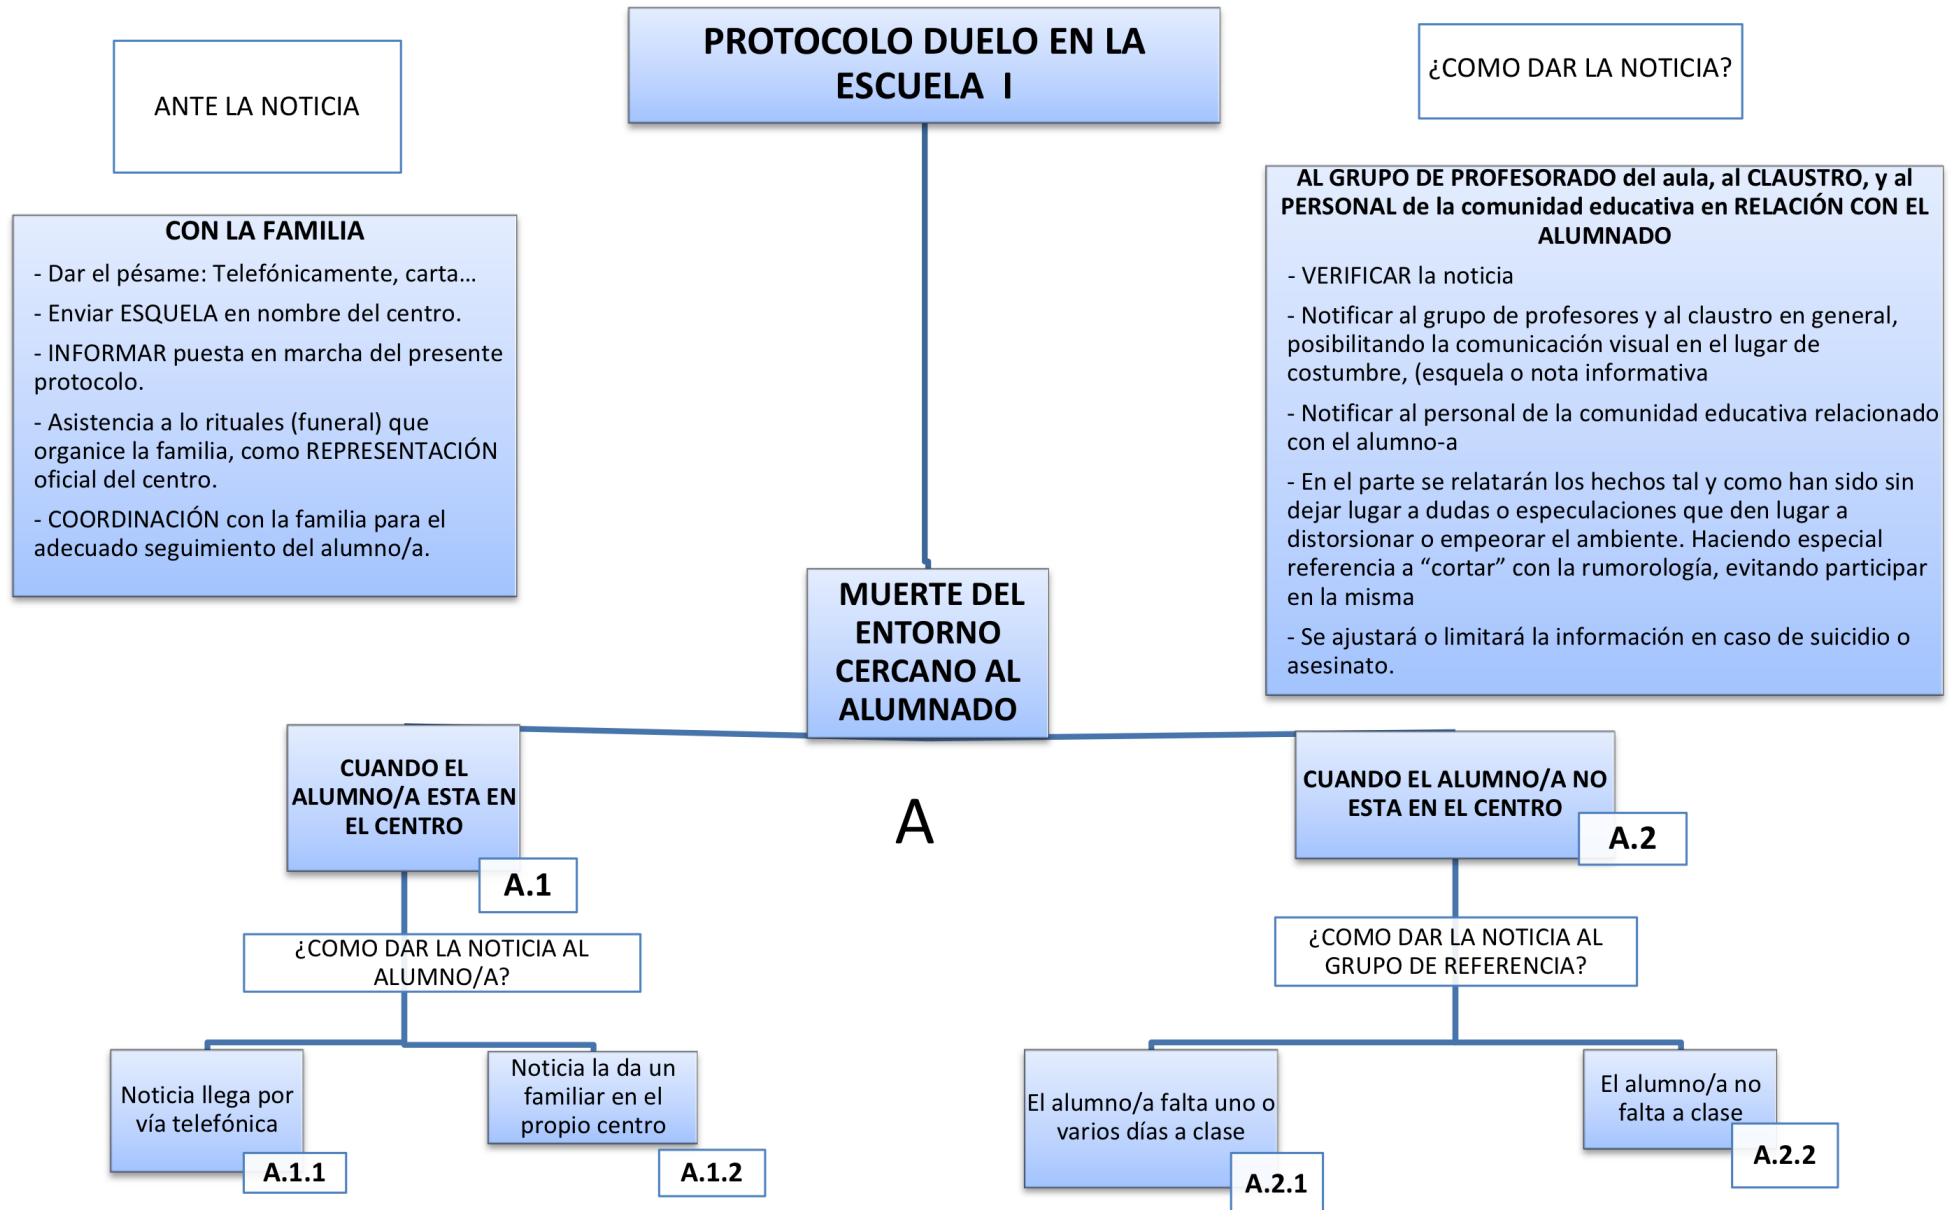 PROTOCOLO DUELO EN LA
ESCUELA I
ANTE LA NOTICIA
¿COMO DAR LA NOTICIA?
CON LA FAMILIA
- Dar el pésame: Telefónicamente, carta...
- Enviar ESQUELA en nombre del centro.
- INFORMAR puesta en marcha del presente
protocolo.
- Asistencia a lo rituales (funeral) que
organice la familia, como REPRESENTACIÓN
oficial del centro.
- COORDINACIÓN con la familia para el
adecuado seguimiento del alumno/a.
AL GRUPO DE PROFESORADO del aula, al CLAUSTRO, y al
PERSONAL de la comunidad educativa en RELACIÓN CON EL
ALUMNADO
- VERIFICAR la noticia
- Notificar al grupo de profesores y al claustro en general,
posibilitando la comunicación visual en el lugar de
costumbre, (esquela o nota informativa
- Notificar al personal de la comunidad educativa relacionado
con el alumno-a
- En el parte se relatarán los hechos tal y como han sido sin
dejar lugar a dudas o especulaciones que den lugar a
distorsionar o empeorar el ambiente. Haciendo especial
referencia a “cortar” con la rumorología, evitando participar
en la misma
- Se ajustará o limitará la información en caso de suicidio o
asesinato.
MUERTE DEL
ENTORNO
CERCANO AL
ALUMNADO
A
CUANDO EL
ALUMNO/A ESTA EN
EL CENTRO
A.1
¿COMO DAR LA NOTICIA AL
ALUMNO/A?
Noticia llega por
vía telefónica
A.1.1
Noticia la da un
familiar en el
propio centro
A.1.2
CUANDO EL ALUMNO/A NO
ESTA EN EL CENTRO
A.2
¿COMO DAR LA NOTICIA AL
GRUPO DE REFERENCIA?
El alumno/a falta uno o
varios días a clase
A.2.1
El alumno/a no
falta a clase
A.2.2